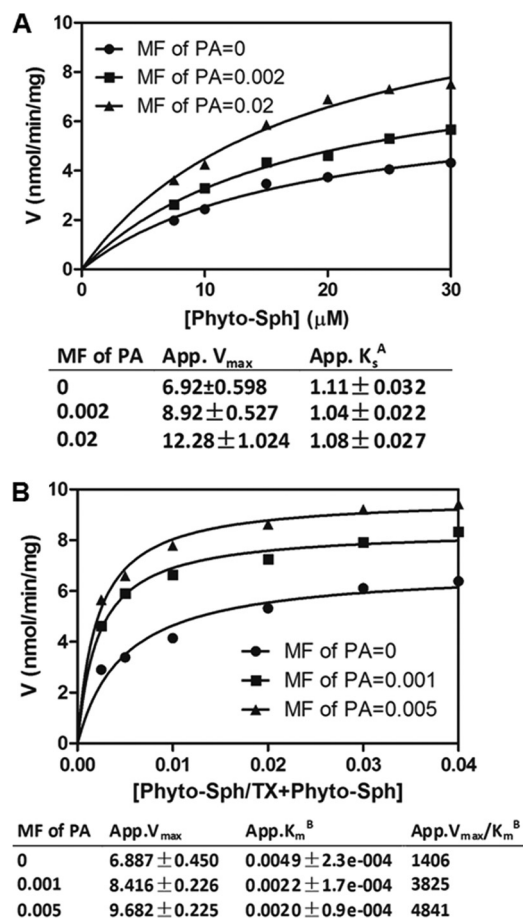 A
MF of PA=0
MF of PA=0.002
MF of PA=0.02
10
8
6
4
2
0
V (nmol/min/mg)
0 10 20 30
[Phyto-Sph] (μM)
MF of PA App. Vmax App. KsA
0 6.92±0.598 1.11 ± 0.032
0.002 8.92 ± 0.527 1.04 ± 0.022
0.02 12.28 ± 1.024 1.08 ± 0.027
B
10
8
6
4
2
0
V (nmol/min/mg)
MF of PA=0
MF of PA=0.001
MF of PA=0.005
0.00 0.01 0.02 0.03 0.04
[Phyto-Sph/TX+Phyto-Sph]
MF of PA App.Vmax App.KmB App.Vmax/KmB
0 6.887 ± 0.450 0.0049 ± 2.3e-004 1406
0.001 8.416 ± 0.226 0.0022 ± 1.7e-004 3825
0.005 9.682 ± 0.225 0.0020 ± 0.9e-004 4841